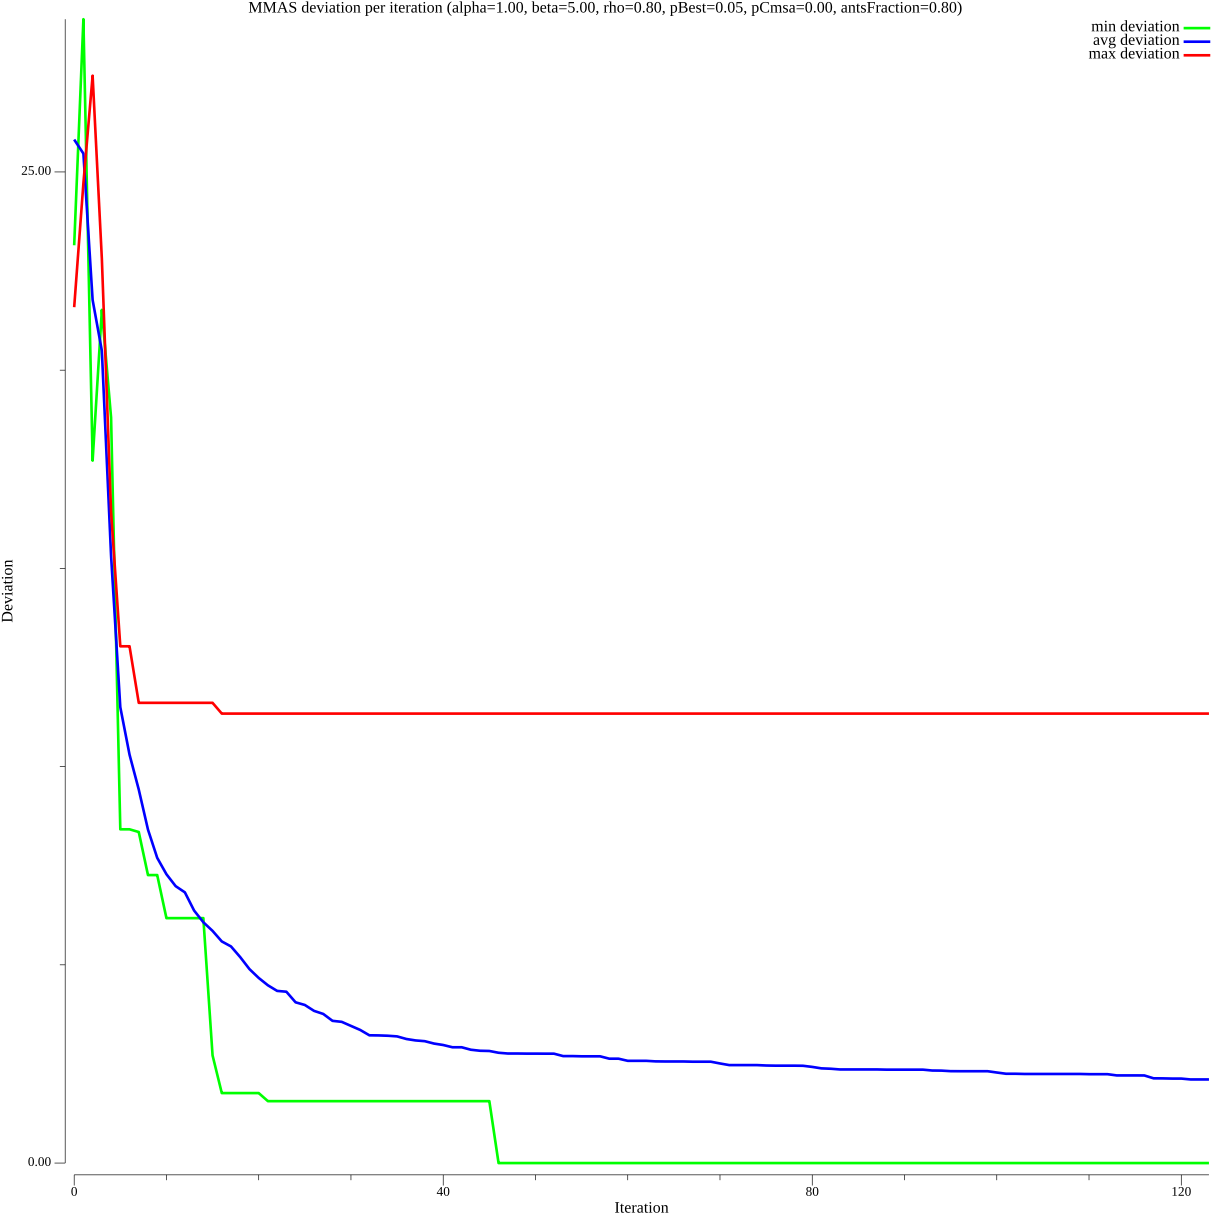 MMAS deviation per iteration (alpha=1.00, beta=5.00, rho=0.80, pBest=0.05, pCmsa=0.00, antsFraction=0.80)
min deviation
avg deviation
max deviation
25.00
Deviation
0.00
0 40 80 120
Iteration